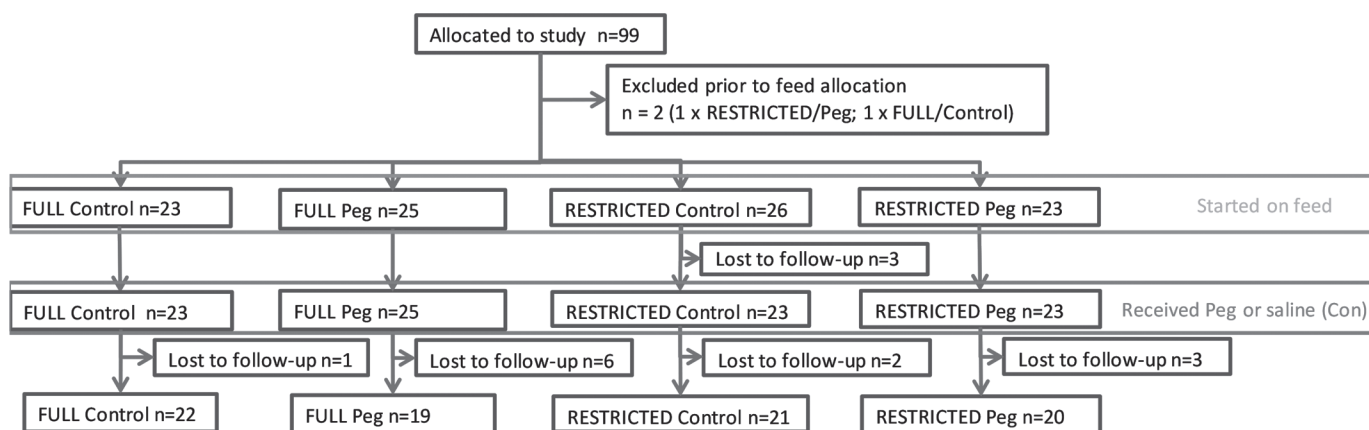 Allocated to study n=99
Excluded prior to feed allocation
n = 2 (1 x RESTRICTED/Peg; 1 x FULL/Control)
FULL Control n=23
FULL Peg n=25
RESTRICTED Control n=26
RESTRICTED Peg n=23
Started on feed
Lost to follow-up n=3
FULL Control n=23
FULL Peg n=25
RESTRICTED Control n=23
RESTRICTED Peg n=23
Received Peg or saline (Con)
Lost to follow-up n=1
Lost to follow-up n=6
Lost to follow-up n=2
Lost to follow-up n=3
FULL Control n=22
FULL Peg n=19
RESTRICTED Control n=21
RESTRICTED Peg n=20